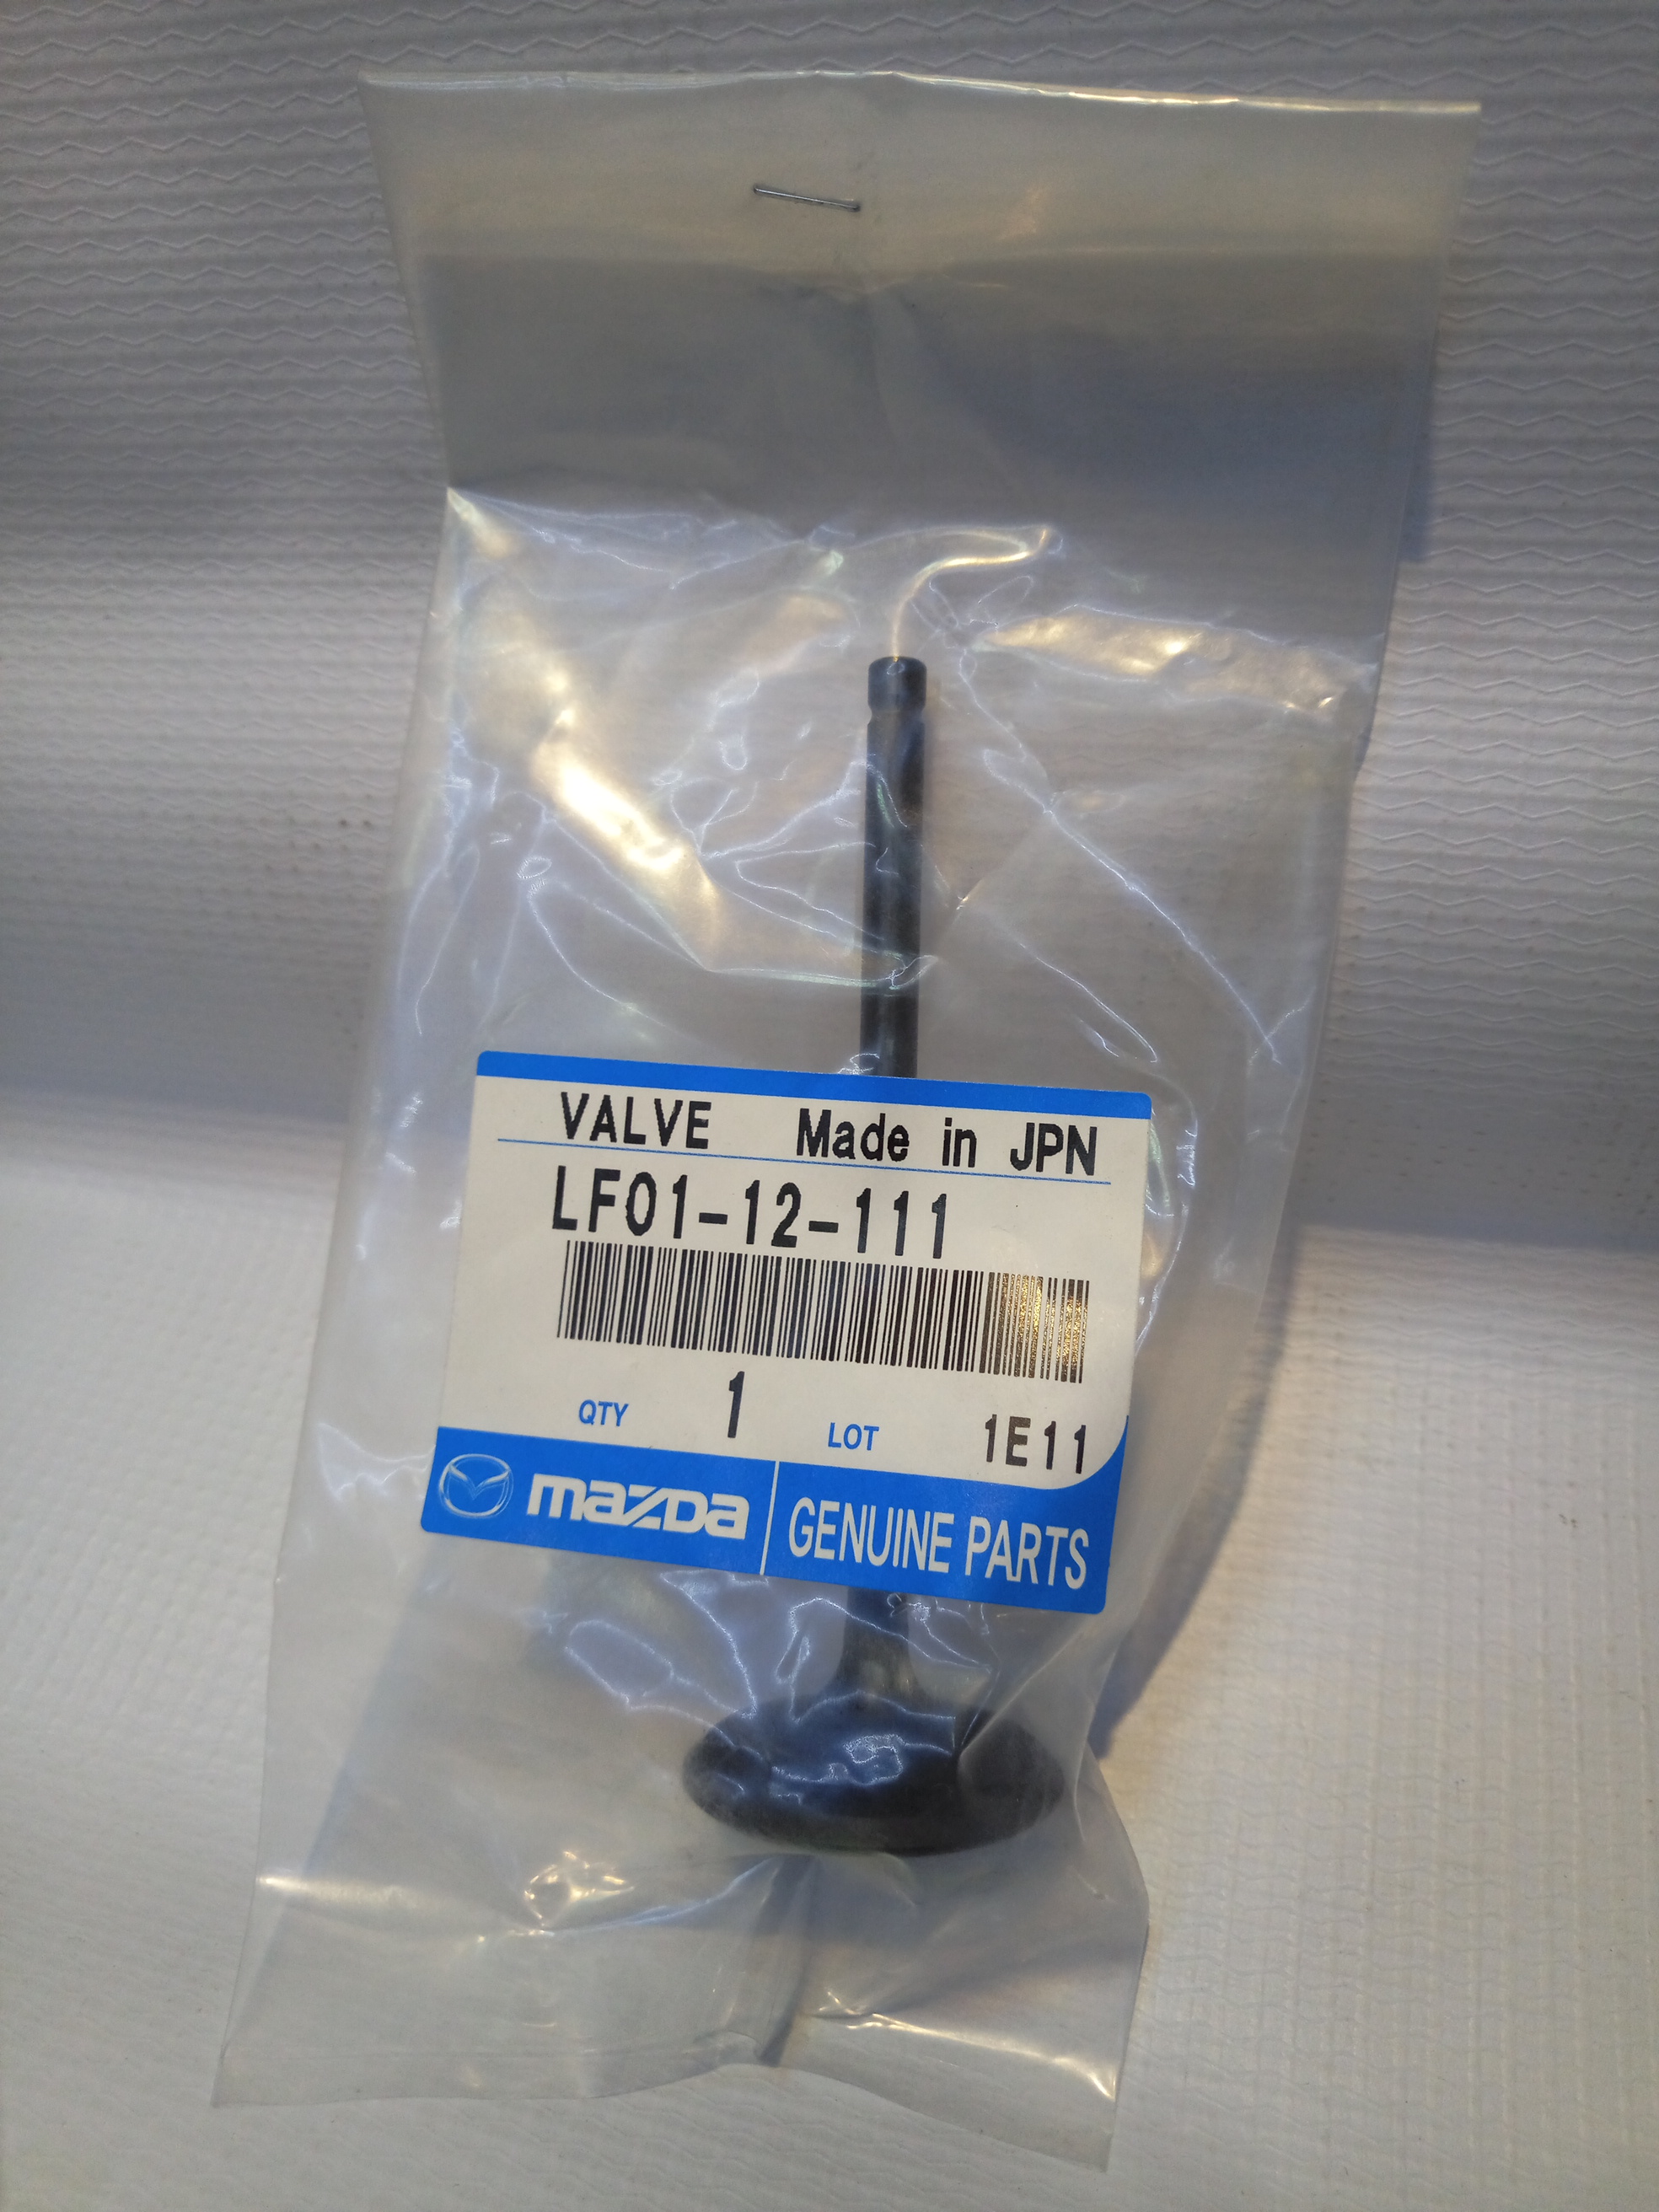 VALVE Made in JPN
LF01-12-111
QTY 1 LOT 1E11
mazda GENUINE PARTS